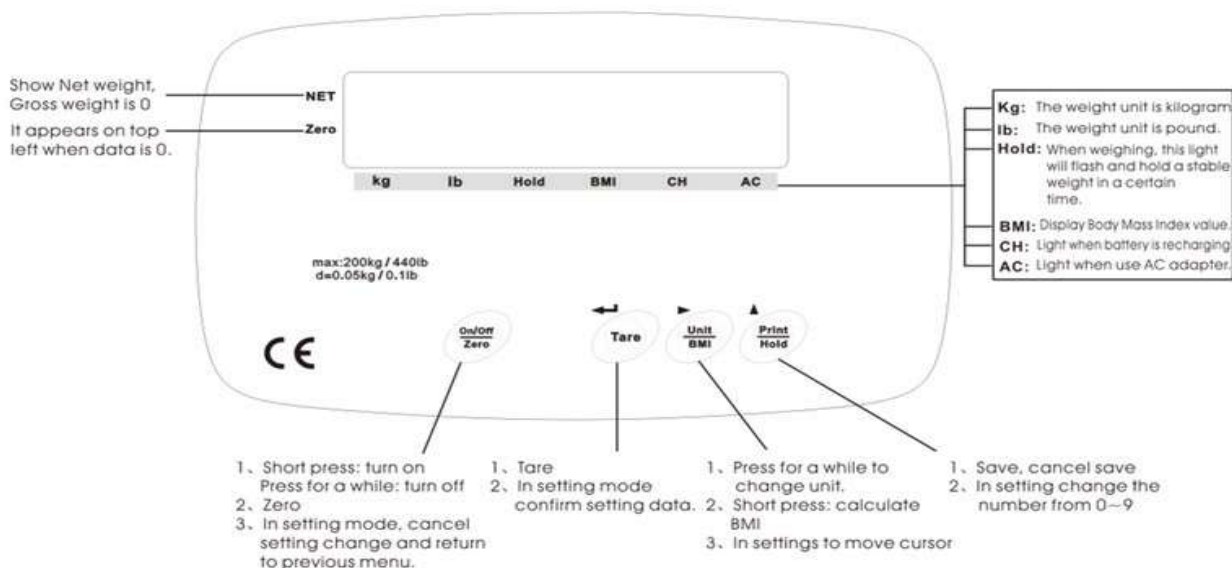 Show Net weight,
Gross weight is 0
It appears on top
left when data is 0.
NET
Zero
kg lb Hold BMI CH AC
max:200kg/440lb
d=0.05kg/0.1lb
CE
On/Off
Zero
Tare
Unit
BMI
Print
Hold
Kg: The weight unit is kilogram
lb: The weight unit is pound.
Hold: When weighing, this light
will flash and hold a stable
weight in a certain
time.
BMI: Display Body Mass Index value.
CH: Light when battery is recharging
AC: Light when use AC adapter.
1、Short press: turn on
Press for a while: turn off
2、Zero
3、In setting mode, cancel
setting change and return
to previous menu.
1、Tare
2、In setting mode
confirm setting data.
1、Press for a while to
change unit.
2、Short press: calculate
BMI
3、In settings to move cursor
1、Save, cancel save
2、In setting change the
number from 0~9